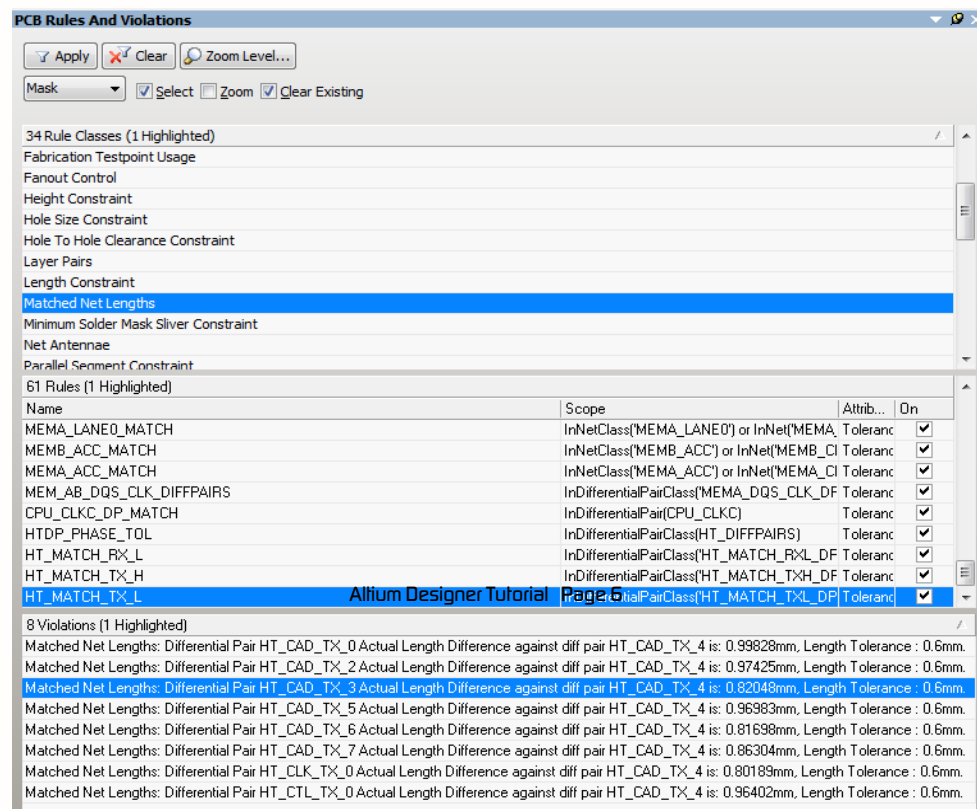 PCB Rules And Violations
Apply Clear Zoom Level...
Mask Select Zoom Clear Existing
34 Rule Classes (1 Highlighted)
Fabrication Testpoint Usage
Fanout Control
Height Constraint
Hole Size Constraint
Hole To Hole Clearance Constraint
Layer Pairs
Length Constraint
Matched Net Lengths
Minimum Solder Mask Sliver Constraint
Net Antennae
Parallel Segment Constraint
61 Rules (1 Highlighted)
Name Scope Attrib... On
MEMA_LANE0_MATCH InNetClass('MEMA_LANE0') or InNet('MEMA_ Toleranc
MEMB_ACC_MATCH InNetClass('MEMB_ACC') or InNet('MEMB_Cl Toleranc
MEMA_ACC_MATCH InNetClass('MEMA_ACC') or InNet('MEMA_Cl Toleranc
MEM_AB_DQS_CLK_DIFFPAIRS InDifferentialPairClass('MEMA_DQS_CLK_DF Toleranc
CPU_CLKC_DP_MATCH InDifferentialPair(CPU_CLKC) Toleranc
HTDP_PHASE_TOL InDifferentialPairClass(HT_DIFFPAIRS) Toleranc
HT_MATCH_RX_L InDifferentialPairClass('HT_MATCH_RXL_DF Toleranc
HT_MATCH_TX_H InDifferentialPairClass('HT_MATCH_TXH_DF Toleranc
HT_MATCH_TX_L Altium Designer Tutorial Page 6 InDifferentialPairClass('HT_MATCH_TXL_DP Toleranc
8 Violations (1 Highlighted)
Matched Net Lengths: Differential Pair HT_CAD_TX_0 Actual Length Difference against diff pair HT_CAD_TX_4 is: 0.99828mm, Length Tolerance : 0.6mm.
Matched Net Lengths: Differential Pair HT_CAD_TX_2 Actual Length Difference against diff pair HT_CAD_TX_4 is: 0.97425mm, Length Tolerance : 0.6mm.
Matched Net Lengths: Differential Pair HT_CAD_TX_3 Actual Length Difference against diff pair HT_CAD_TX_4 is: 0.82048mm, Length Tolerance : 0.6mm.
Matched Net Lengths: Differential Pair HT_CAD_TX_5 Actual Length Difference against diff pair HT_CAD_TX_4 is: 0.96983mm, Length Tolerance : 0.6mm.
Matched Net Lengths: Differential Pair HT_CAD_TX_6 Actual Length Difference against diff pair HT_CAD_TX_4 is: 0.81698mm, Length Tolerance : 0.6mm.
Matched Net Lengths: Differential Pair HT_CAD_TX_7 Actual Length Difference against diff pair HT_CAD_TX_4 is: 0.86304mm, Length Tolerance : 0.6mm.
Matched Net Lengths: Differential Pair HT_CLK_TX_0 Actual Length Difference against diff pair HT_CAD_TX_4 is: 0.80189mm, Length Tolerance : 0.6mm.
Matched Net Lengths: Differential Pair HT_CTL_TX_0 Actual Length Difference against diff pair HT_CAD_TX_4 is: 0.96402mm, Length Tolerance : 0.6mm.